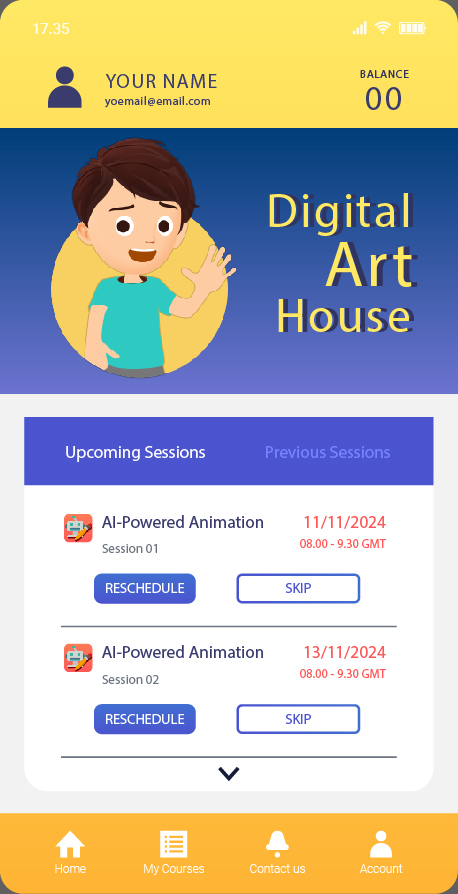 17.35
YOUR NAME
yoemail@email.com
BALANCE
00
Digital
Art
House
Upcoming Sessions
Previous Sessions
AI-Powered Animation
11/11/2024
Session 01
08.00 - 9.30 GMT
RESCHEDULE
SKIP
AI-Powered Animation
13/11/2024
Session 02
08.00 - 9.30 GMT
RESCHEDULE
SKIP
Home
My Courses
Contact us
Account